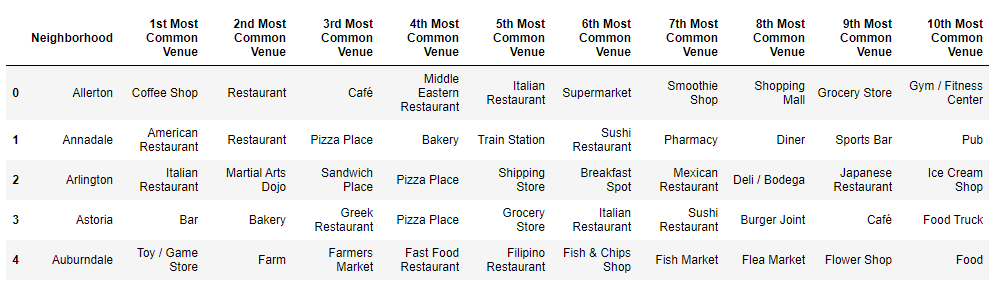 Neighborhood 1st Most Common Venue 2nd Most Common Venue 3rd Most Common Venue 4th Most Common Venue 5th Most Common Venue 6th Most Common Venue 7th Most Common Venue 8th Most Common Venue 9th Most Common Venue 10th Most Common Venue
0 Allerton Coffee Shop Restaurant Café Middle Eastern Restaurant Italian Restaurant Supermarket Smoothie Shop Shopping Mall Grocery Store Gym / Fitness Center
1 Annadale American Restaurant Restaurant Pizza Place Bakery Train Station Sushi Restaurant Pharmacy Diner Sports Bar Pub
2 Arlington Italian Restaurant Martial Arts Dojo Sandwich Place Pizza Place Shipping Store Breakfast Spot Mexican Restaurant Deli / Bodega Japanese Restaurant Ice Cream Shop
3 Astoria Bar Bakery Greek Restaurant Pizza Place Grocery Store Italian Restaurant Sushi Restaurant Burger Joint Café Food Truck
4 Auburndale Toy / Game Store Farm Farmers Market Fast Food Restaurant Filipino Restaurant Fish & Chips Shop Fish Market Flea Market Flower Shop Food